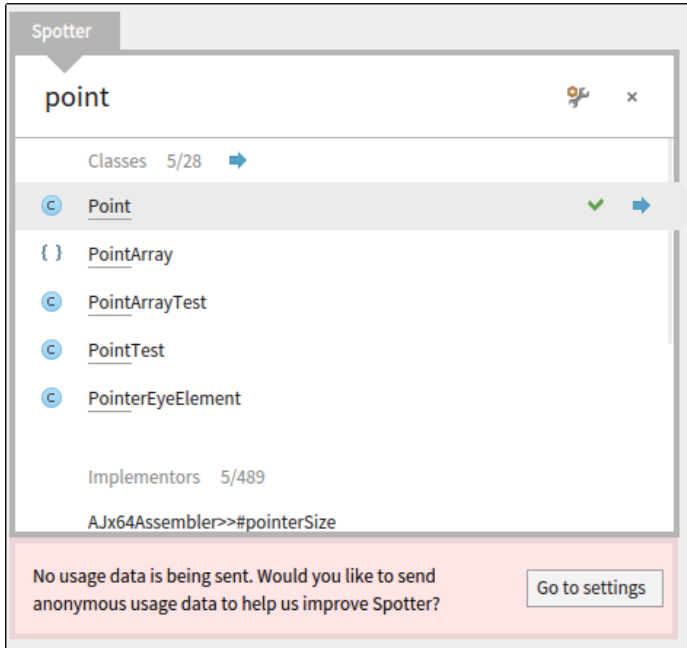 Spotter
point
Classes 5/28
Point
{ } PointArray
PointArrayTest
PointTest
PointerEyeElement
Implementors 5/489
AJx64Assembler>>#pointerSize
No usage data is being sent. Would you like to send
anonymous usage data to help us improve Spotter?
Go to settings